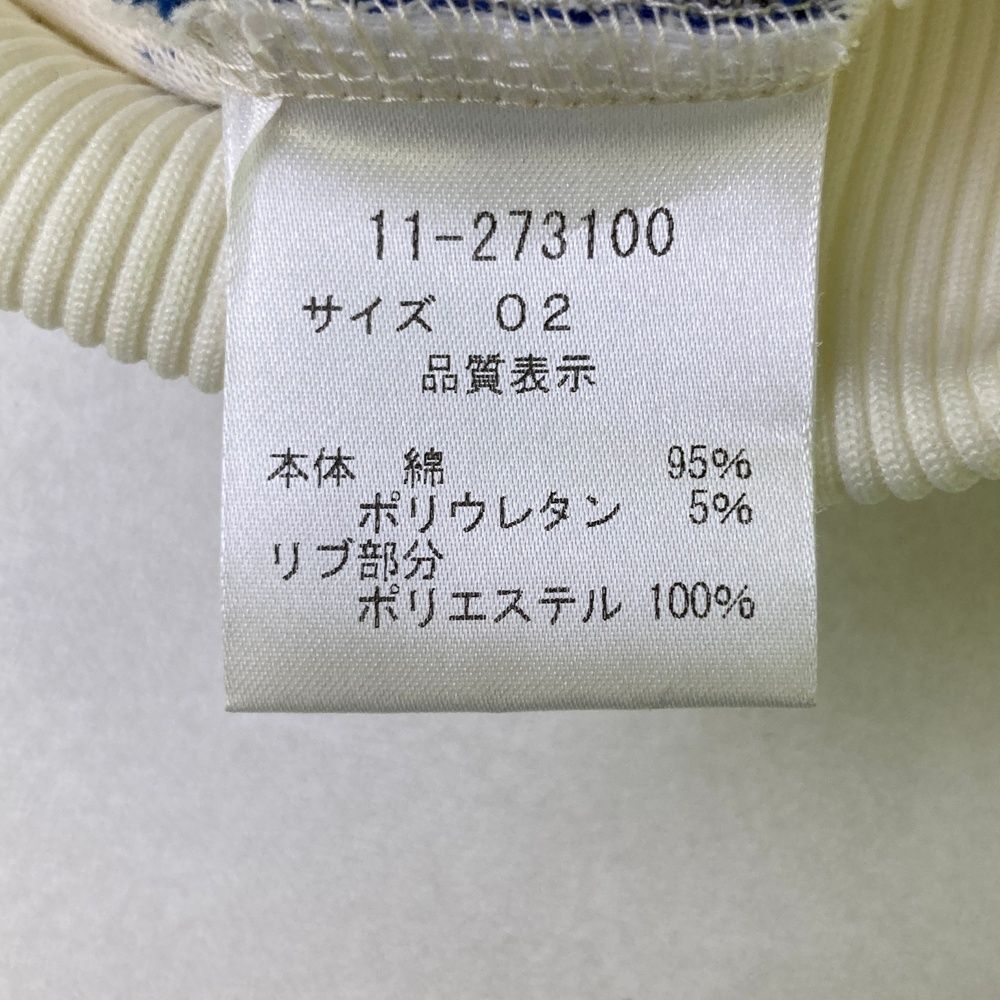 11-273100
サイズ　０２
品質表示
本体　綿　95%
ポリウレタン　5%
リブ部分
ポリエステル 100%